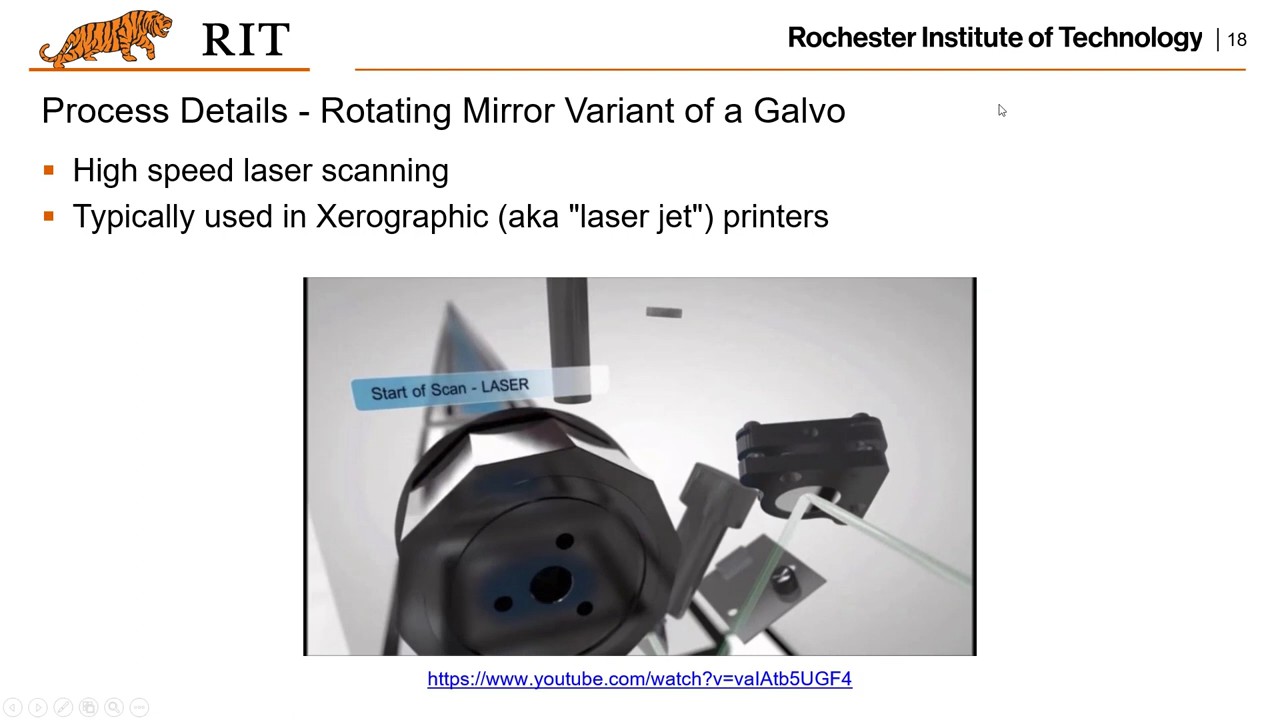 RIT
Rochester Institute of Technology | 18
Process Details - Rotating Mirror Variant of a Galvo
High speed laser scanning
Typically used in Xerographic (aka "laser jet") printers
Start of Scan - LASER
https://www.youtube.com/watch?v=vaIAtb5UGF4